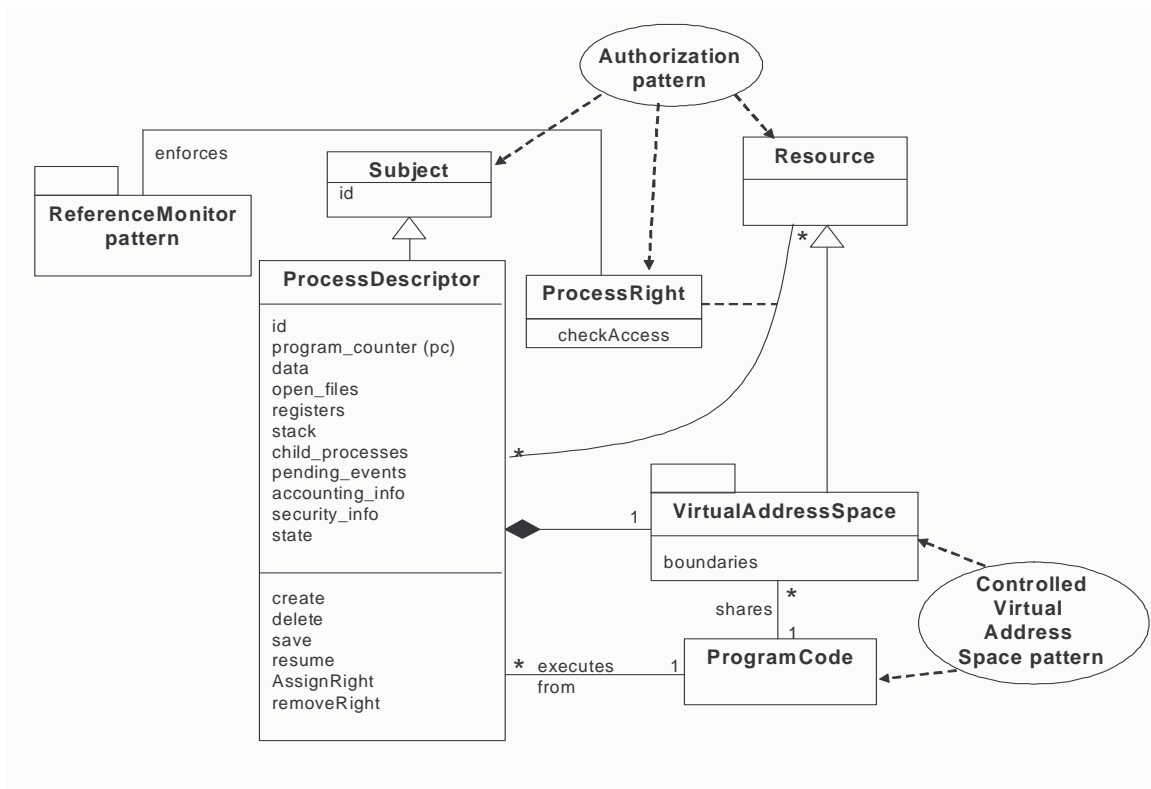 Authorization
pattern
enforces
Subject
id
Resource
*
ReferenceMonitor
pattern
ProcessDescriptor
id
program_counter (pc)
data
open_files
registers
stack
child_processes
pending_events
accounting_info
security_info
state
create
delete
save
resume
AssignRight
removeRight
ProcessRight
checkAccess
*
1
VirtualAddressSpace
boundaries
*
shares
1
ProgramCode
* executes 1
from
Controlled
Virtual
Address
Space pattern